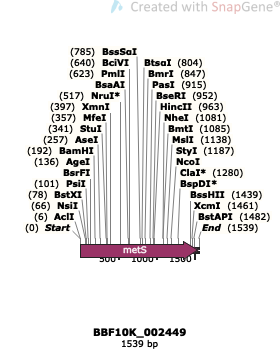 Created with SnapGene®
(785) BssSαI
(640) BciVI BtsαI (804)
(623) PmlI BmrI (847)
BsaAI PasI (915)
(517) NruI* BseRI (952)
(397) XmnI HincII (963)
(357) MfeI NheI (1081)
(341) StuI BmtI (1085)
(257) AseI MslI (1138)
(192) BamHI StyI (1187)
(136) AgeI NcoI
BsrFI ClaI* (1280)
(101) PsiI BspDI*
(78) BstXI BssHII (1439)
(66) NsiI XcmI (1461)
(6) AclI BstAPI (1482)
(0) Start End (1539)
500 1000 1500
metS
BBF10K_002449
1539 bp